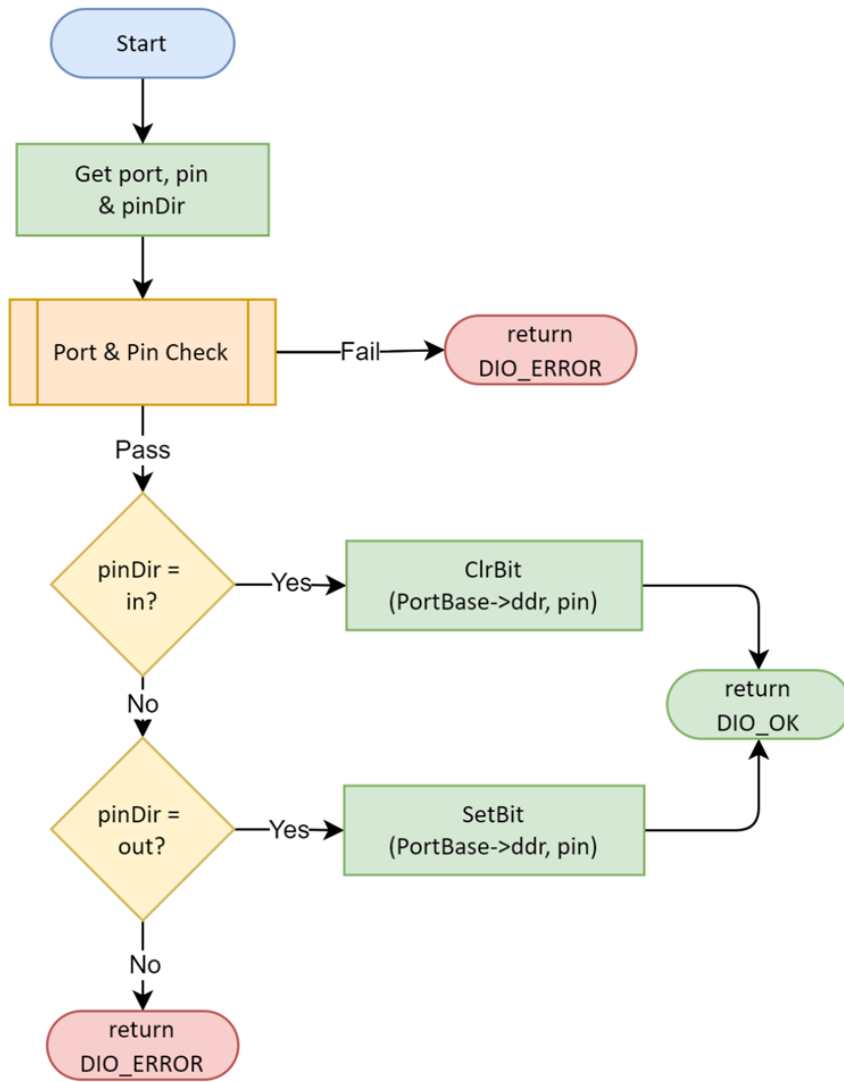 Start
Get port, pin
& pinDir
Port & Pin Check
Fail
return
DIO_ERROR
Pass
pinDir =
in?
Yes
ClrBit
(PortBase->ddr, pin)
return
DIO_OK
No
pinDir =
out?
Yes
SetBit
(PortBase->ddr, pin)
No
return
DIO_ERROR